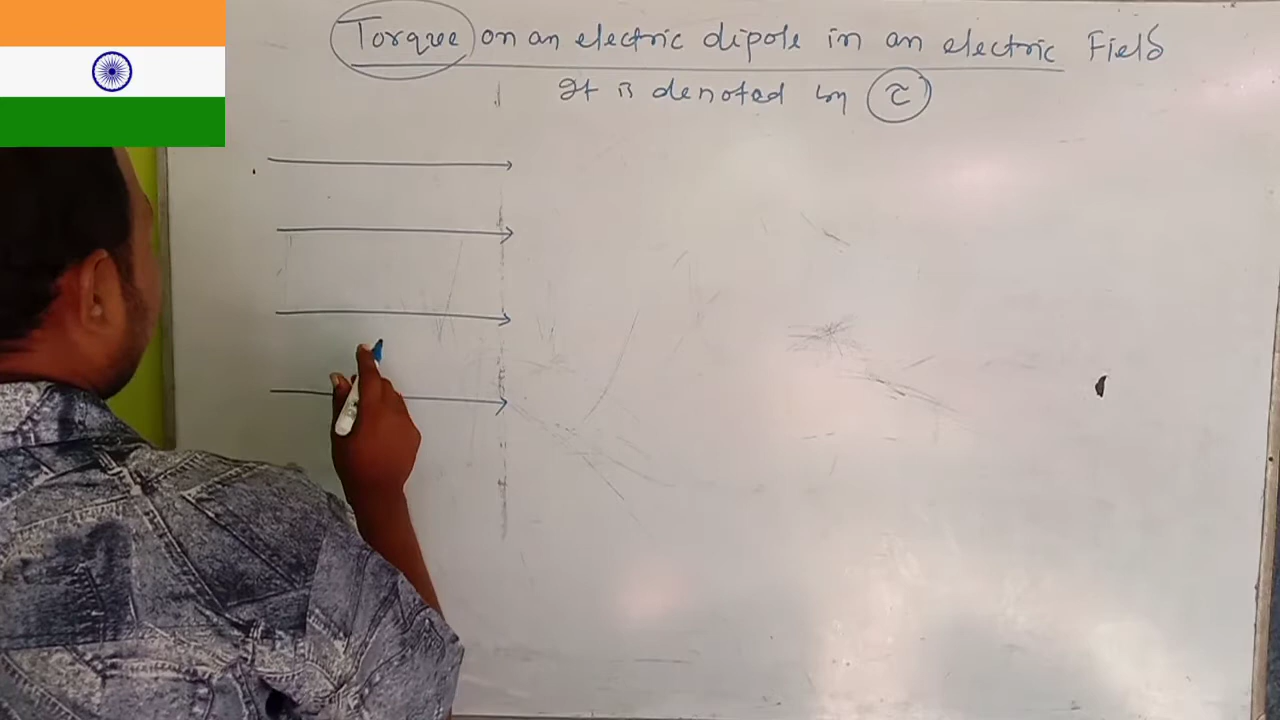 Torque on an electric dipole in an electric Field
It is denoted by τ